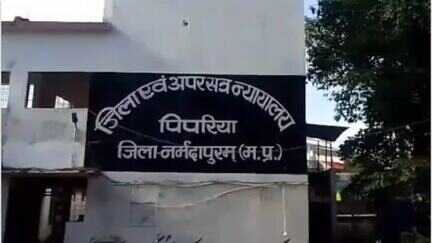 जिला एवं अपर सत्र न्यायालय
पिपरिया
जिला-नर्मदापुरम् (म.प्र.)